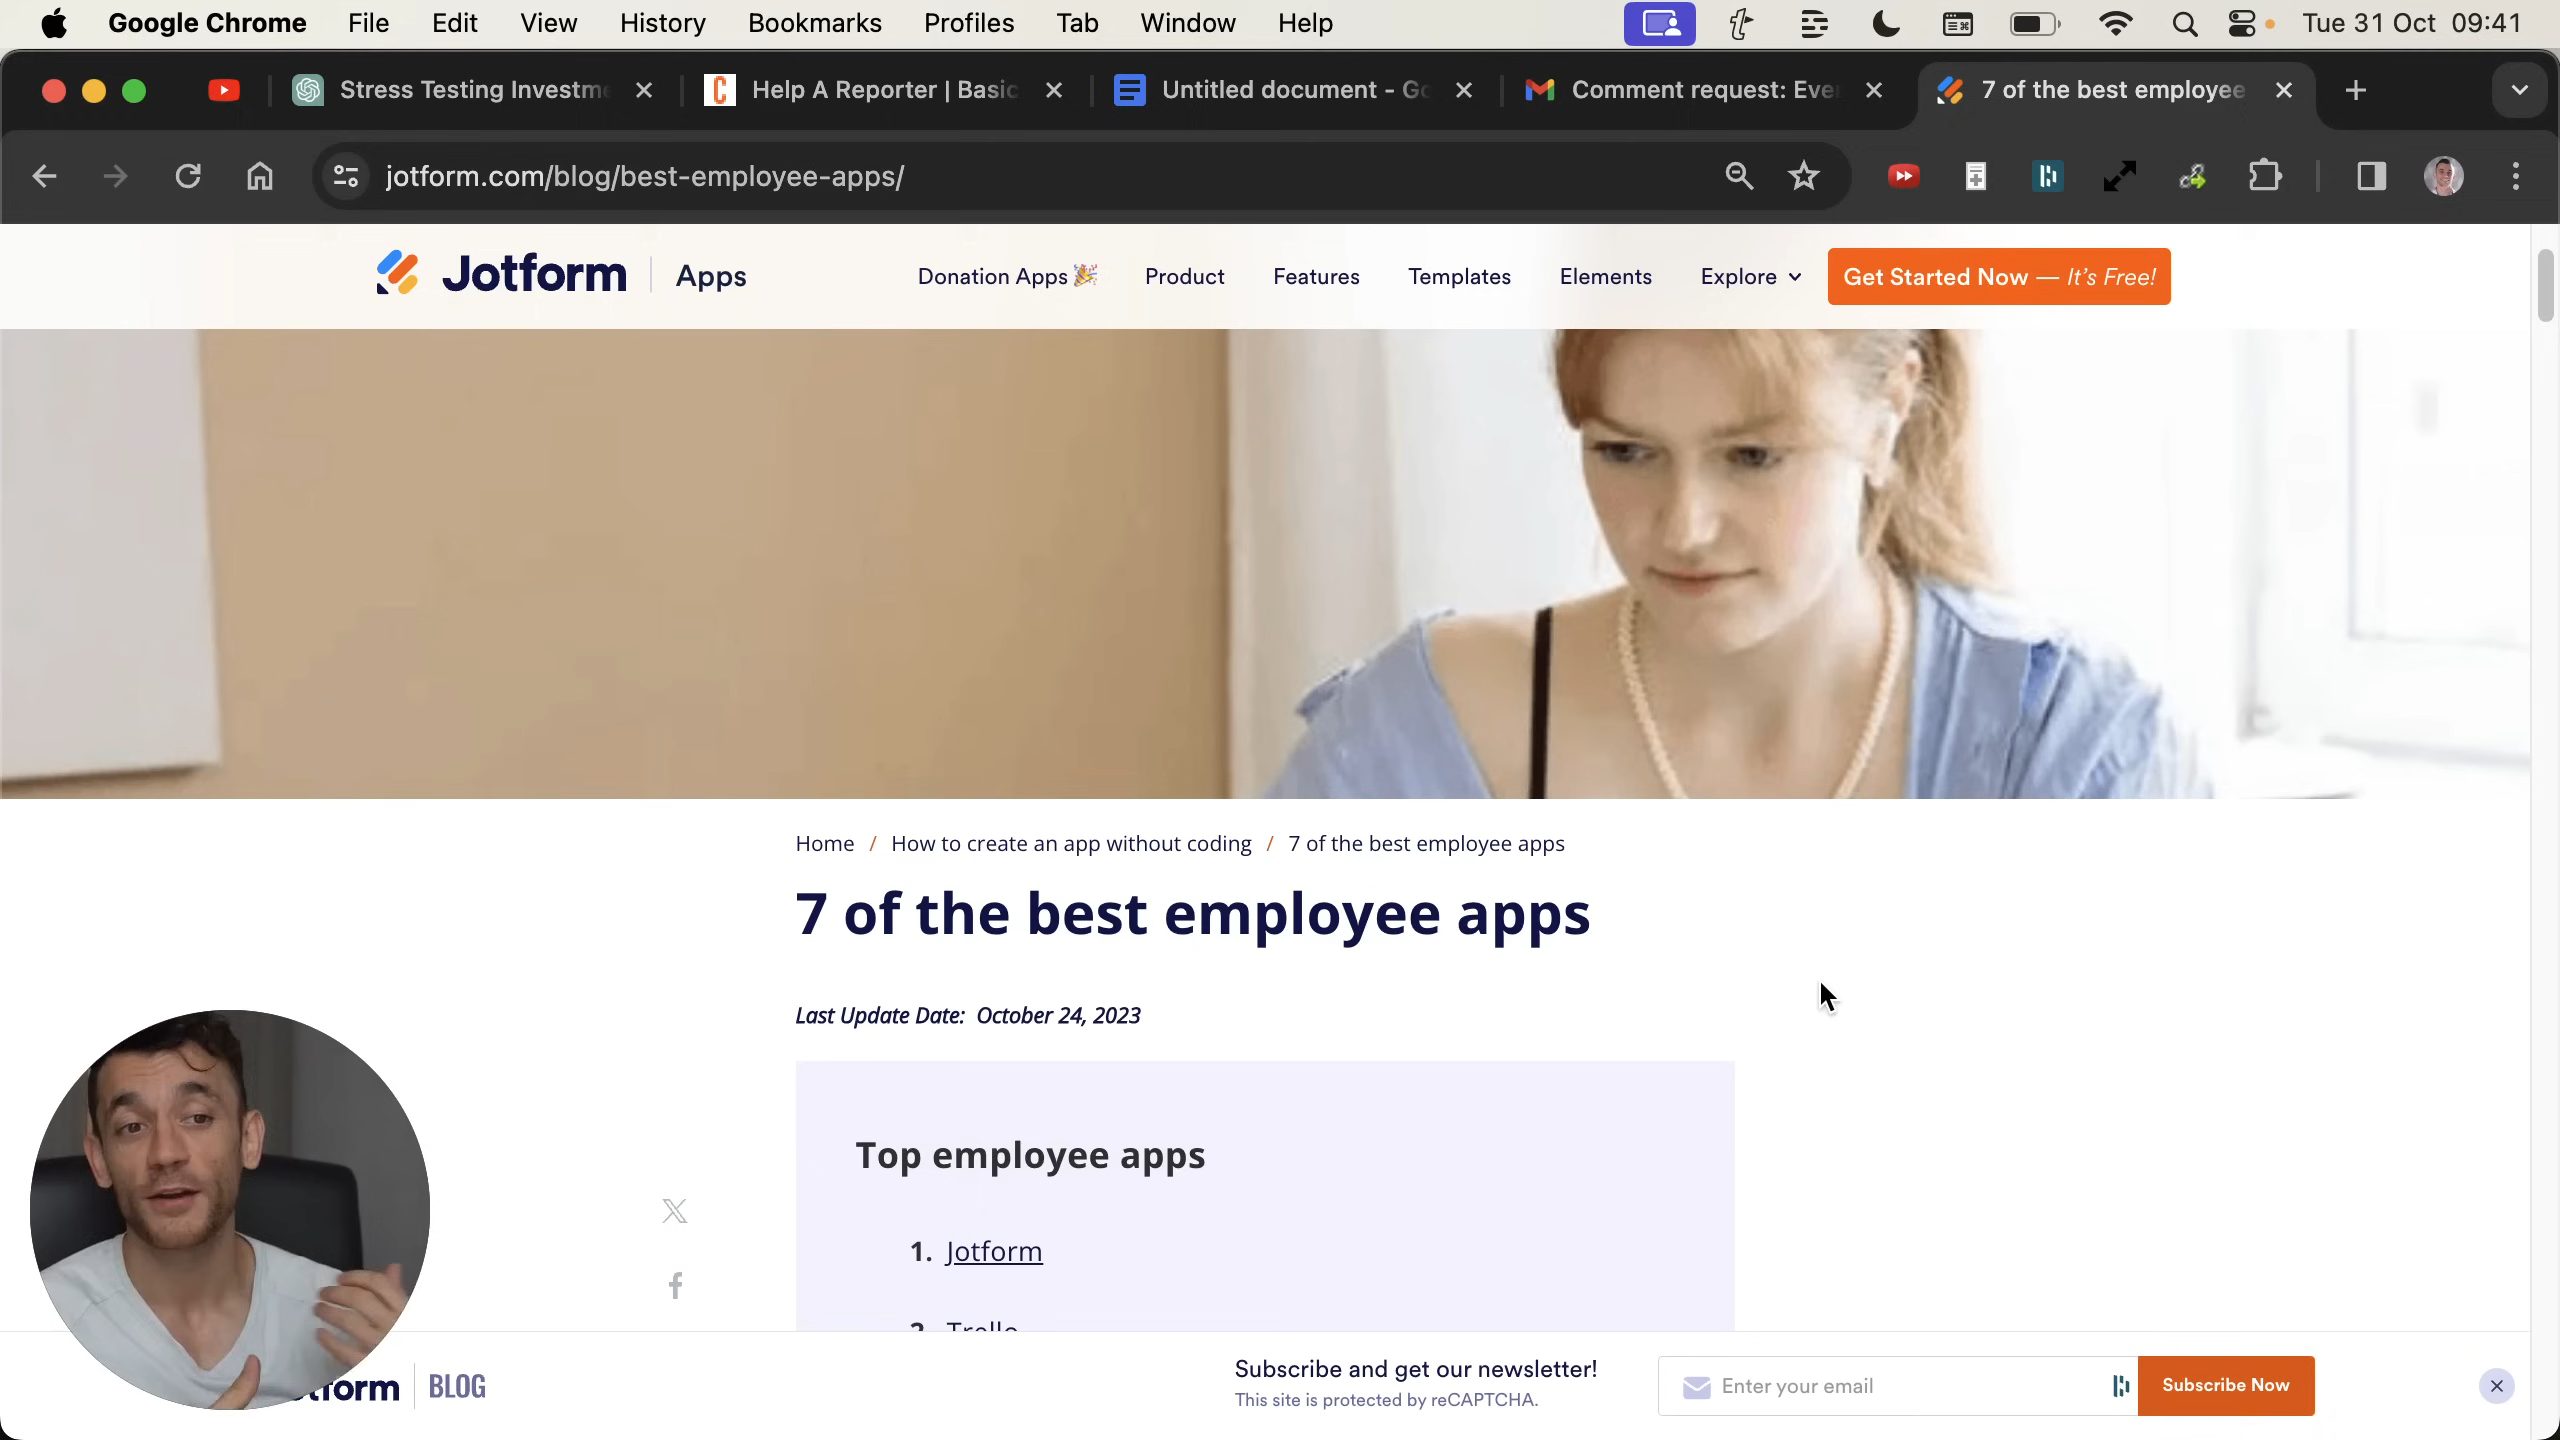 Google Chrome File Edit View History Bookmarks Profiles Tab Window Help Tue 31 Oct 09:41
Stress Testing Investme Help A Reporter | Basic Untitled document - Go Comment request: Ever 7 of the best employee
jotform.com/blog/best-employee-apps/
Jotform Apps Donation Apps Product Features Templates Elements Explore Get Started Now — It's Free!
Home / How to create an app without coding / 7 of the best employee apps
7 of the best employee apps
Last Update Date: October 24, 2023
Top employee apps
1. Jotform
2. Trello
Subscribe and get our newsletter!
This site is protected by reCAPTCHA.
Enter your email
Subscribe Now
otform BLOG